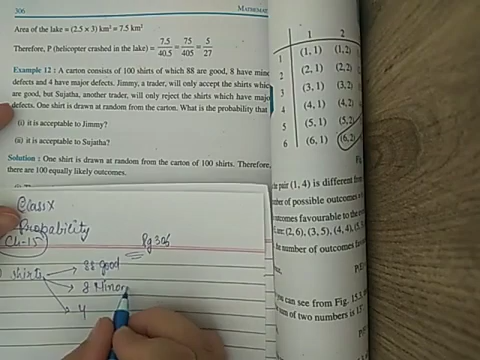 306
MATHEMAT
Area of the lake = (2.5 × 3) km² = 7.5 km²
Therefore, P (helicopter crashed in the lake) = 7.5/40.5 = 75/405 = 5/27
Example 12 : A carton consists of 100 shirts of which 88 are good, 8 have mino
defects and 4 have major defects. Jimmy, a trader, will only accept the shirts which
are good, but Sujatha, another trader, will only reject the shirts which have majo
defects. One shirt is drawn at random from the carton. What is the probability that
(i) it is acceptable to Jimmy?
(ii) it is acceptable to Sujatha?
Solution : One shirt is drawn at random from the carton of 100 shirts. Therefore,
there are 100 equally likely outcomes.
Class X
Probability
Ch-15
Pg 306
shirts
88 good
8 Minor
4
1 2
1 (1, 1) (1, 2)
2 (2, 1) (2, 2)
3 (3, 1) (3, 2)
4 (4, 1) (4, 2)
5 (5, 1) (5, 2)
6 (6, 1) (6, 2)
he pair (1, 4) is different from
ber of possible outcomes
utcomes favourable to the
(2, 6), (3, 5), (4, 4), (5,
the number of outcomes favo
P(E
you can see from Fig. 15.3,
sum of two numbers is 13